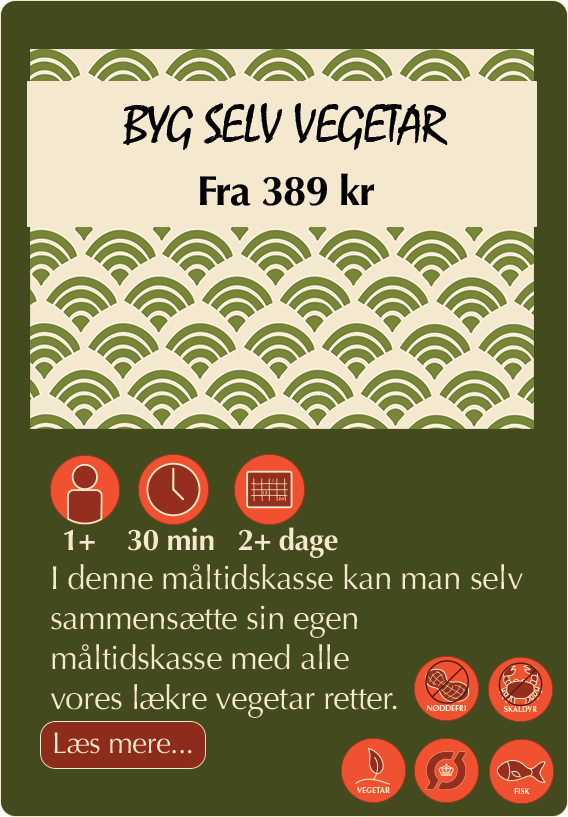 BYG SELV VEGETAR
Fra 389 kr
1+ 30 min 2+ dage
I denne måltidskasse kan man selv
sammensætte sin egen
måltidskasse med alle
vores lækre vegetar retter.
Læs mere...
NØDDEFRI SKALDYR
VEGETAR Ø FISK